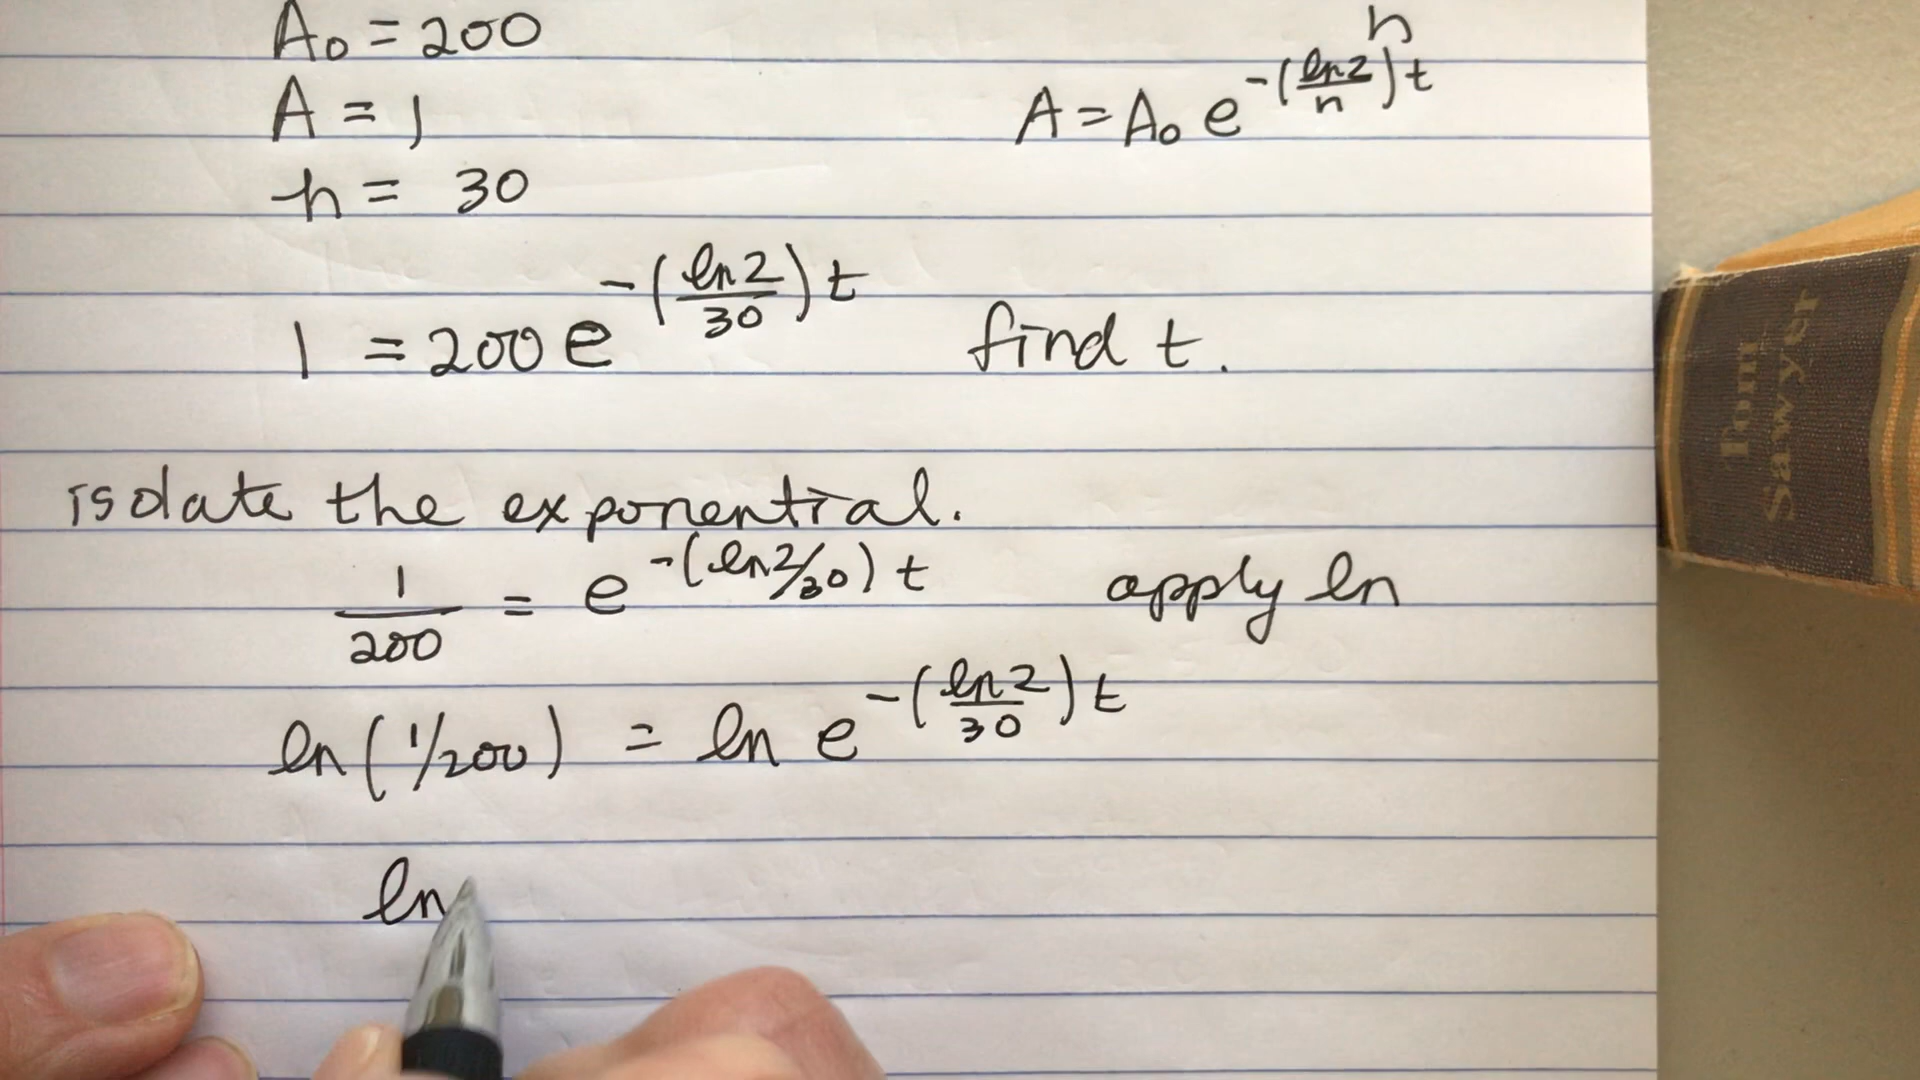 A₀ = 200
h
A = 1
A = A₀ e^-(ln2/h)t
h = 30
1 = 200 e^-(ln2/30)t find t.
isolate the exponential.
1/200 = e^-(ln2/30)t apply ln
ln(1/200) = ln e^-(ln2/30)t
ln
Tom
Sawyer